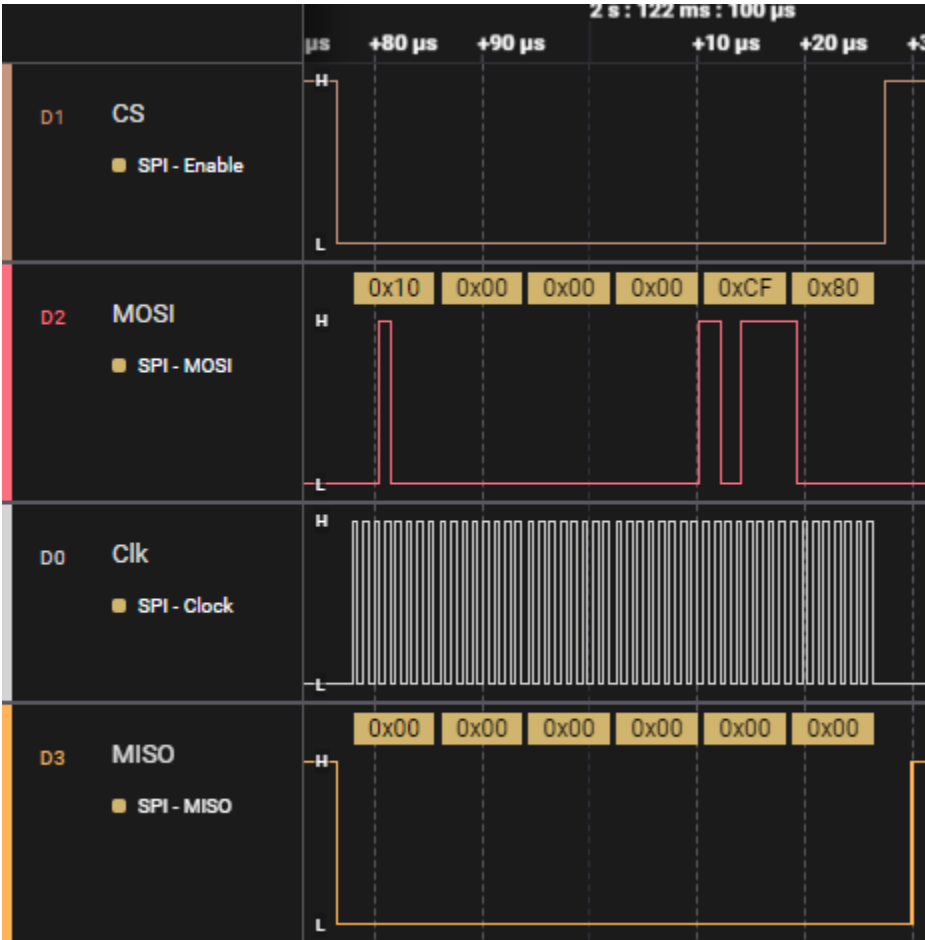 2 s : 122 ms : 100 µs
µs +80 µs +90 µs +10 µs +20 µs +3
D1 CS
SPI - Enable
H
L
0x10 0x00 0x00 0x00 0xCF 0x80
D2 MOSI
SPI - MOSI
H
L
D0 Clk
SPI - Clock
H
L
0x00 0x00 0x00 0x00 0x00 0x00
D3 MISO
SPI - MISO
H
L